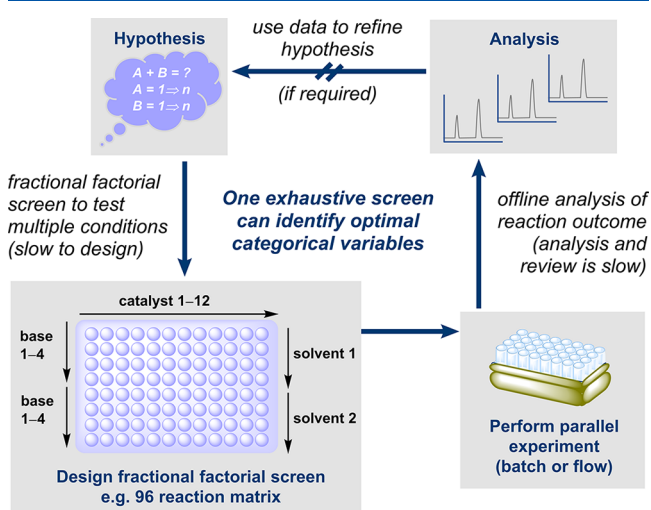 Hypothesis
A + B = ?
A = 1⇒ n
B = 1⇒ n
use data to refine
hypothesis
(if required)
Analysis
fractional factorial
screen to test
multiple conditions
(slow to design)
One exhaustive screen
can identify optimal
categorical variables
offline analysis of
reaction outcome
(analysis and
review is slow)
catalyst 1–12
base
1–4
base
1–4
solvent 1
solvent 2
Design fractional factorial screen
e.g. 96 reaction matrix
Perform parallel
experiment
(batch or flow)